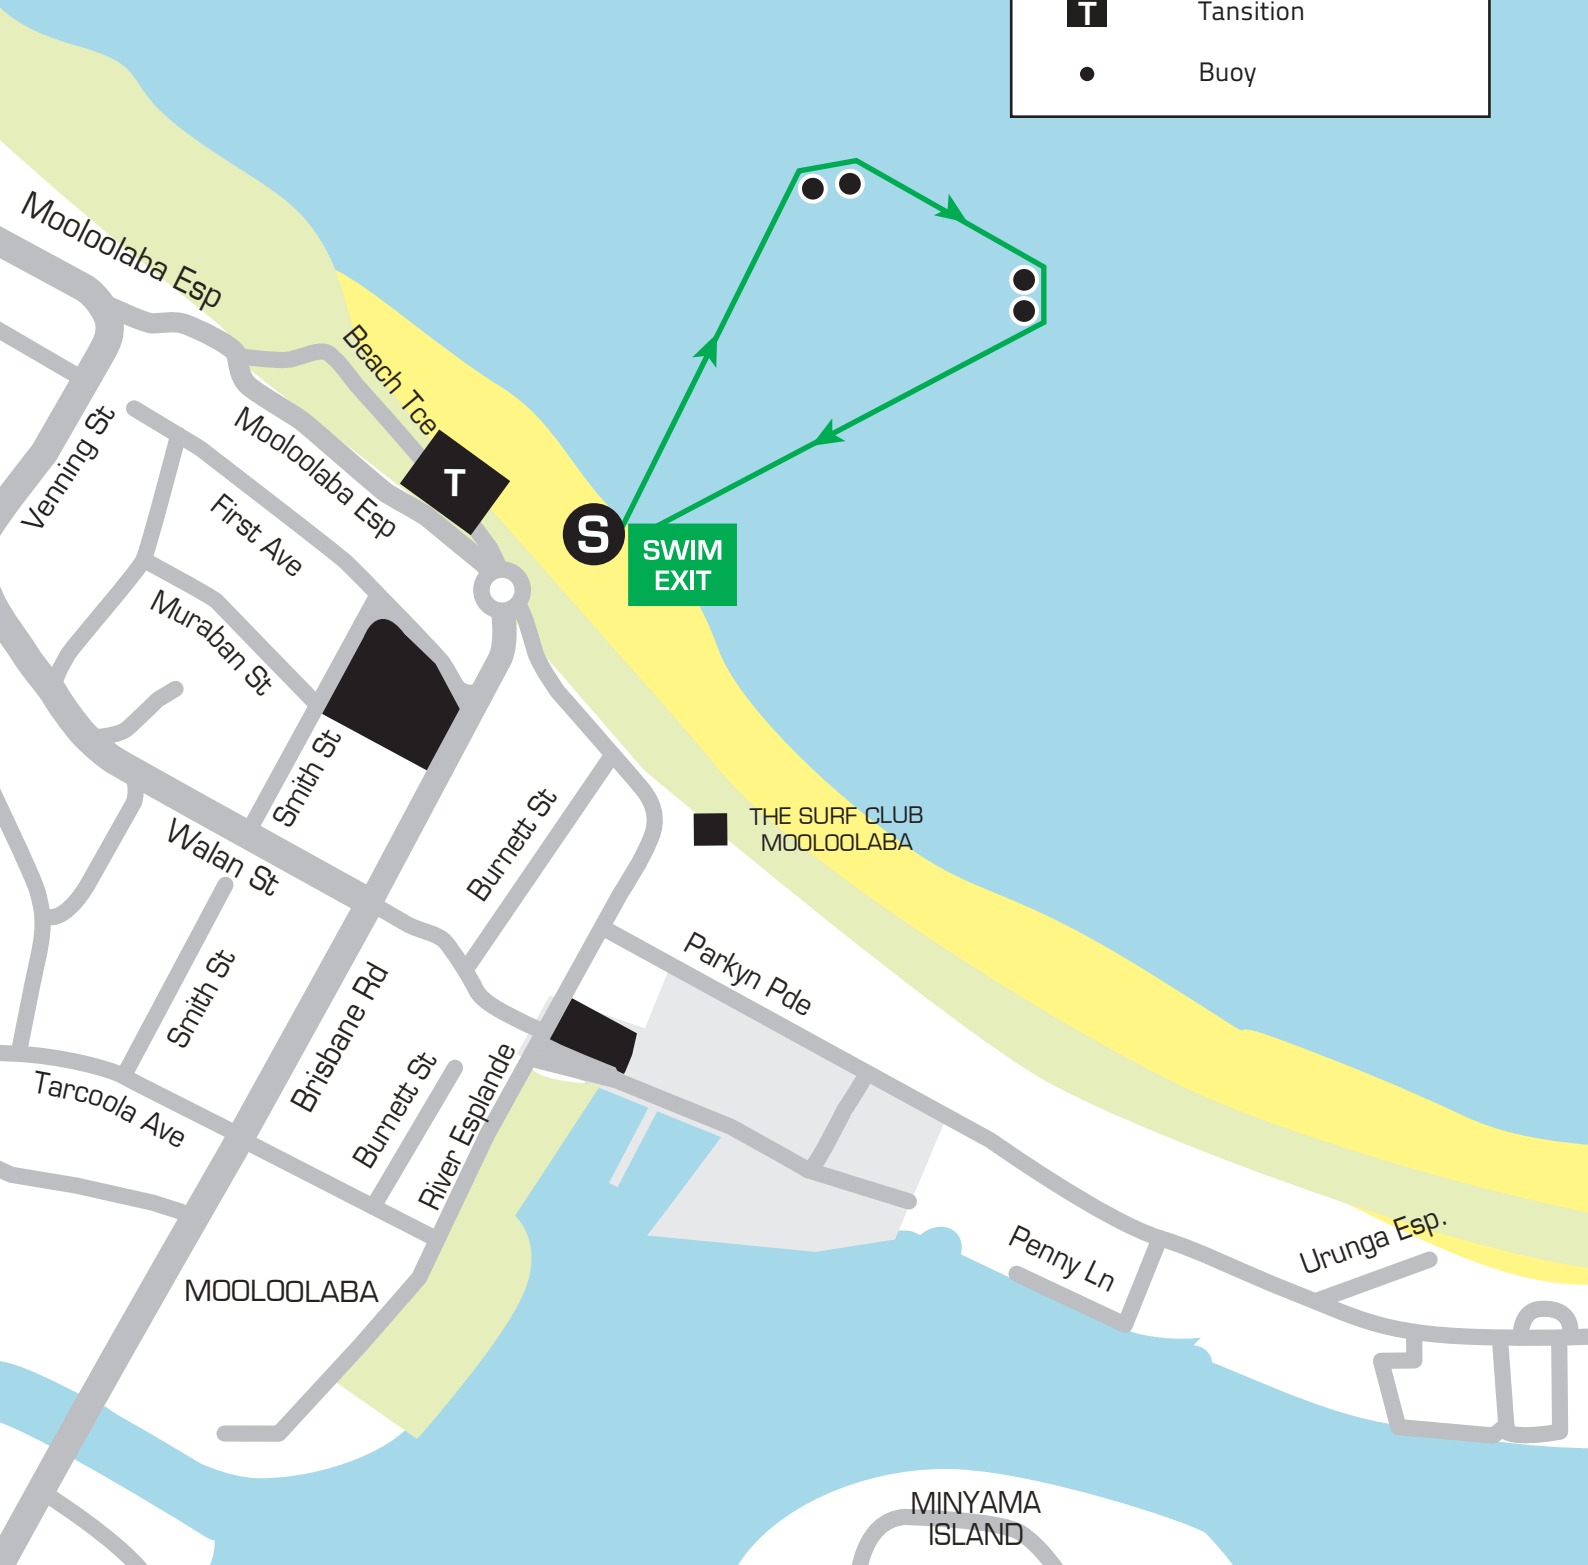 T
Tansition
Buoy
Mooloolaba Esp
Beach Tce
Venning St
Mooloolaba Esp
T
First Ave
S
SWIM
EXIT
Muraban St
Smith St
Burnett St
THE SURF CLUB
MOOLOOLABA
Walan St
Parkyn Pde
Smith St
Brisbane Rd
Burnett St
River Esplande
Tarcoola Ave
Penny Ln
Urunga Esp.
MOOLOOLABA
MINYAMA
ISLAND